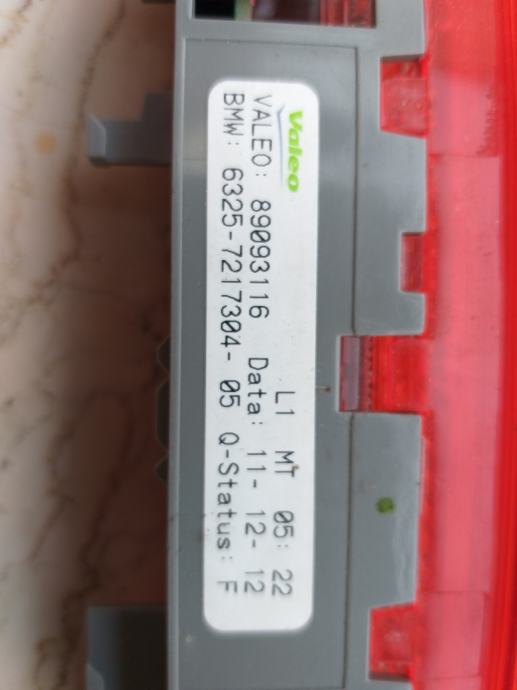 Valeo
L1 MT 05: 22
VALEO: 89093116 Data: 11- 12- 12
BMW: 6325-7217304- 05 Q-Status: F